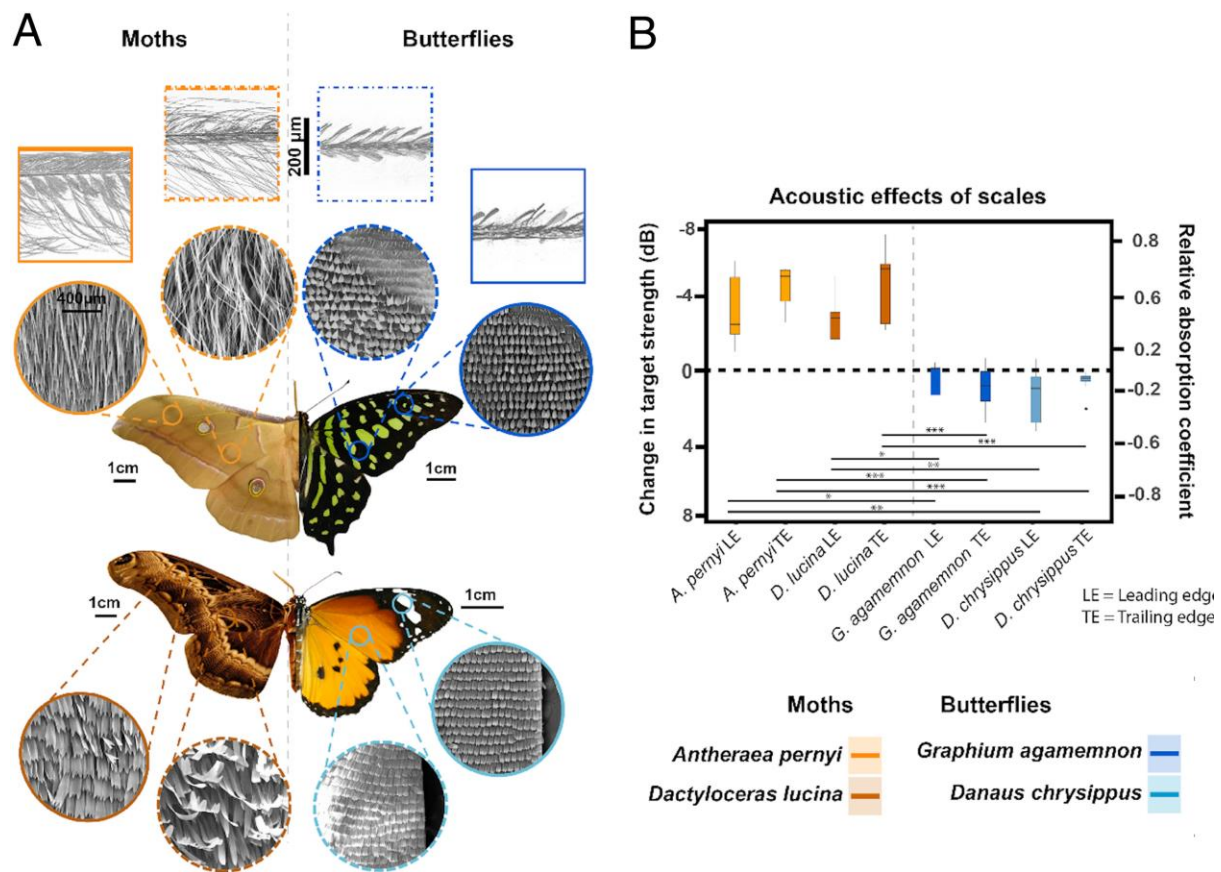 A
Moths
Butterflies
200 µm
400µm
1cm
1cm
1cm
1cm
B
Acoustic effects of scales
Change in target strength (dB)
-8
-4
0
4
8
Relative absorption coefficient
0.8
0.6
0.2
-0.2
-0.6
-0.8
***
***
*
**
***
***
*
**
A. pernyi LE
A. pernyi TE
D. lucina LE
D. lucina TE
G. agamemnon LE
G. agamemnon TE
D. chrysippus LE
D. chrysippus TE
LE = Leading edge
TE = Trailing edge
Moths
Butterflies
Antheraea pernyi
Graphium agamemnon
Dactyloceras lucina
Danaus chrysippus